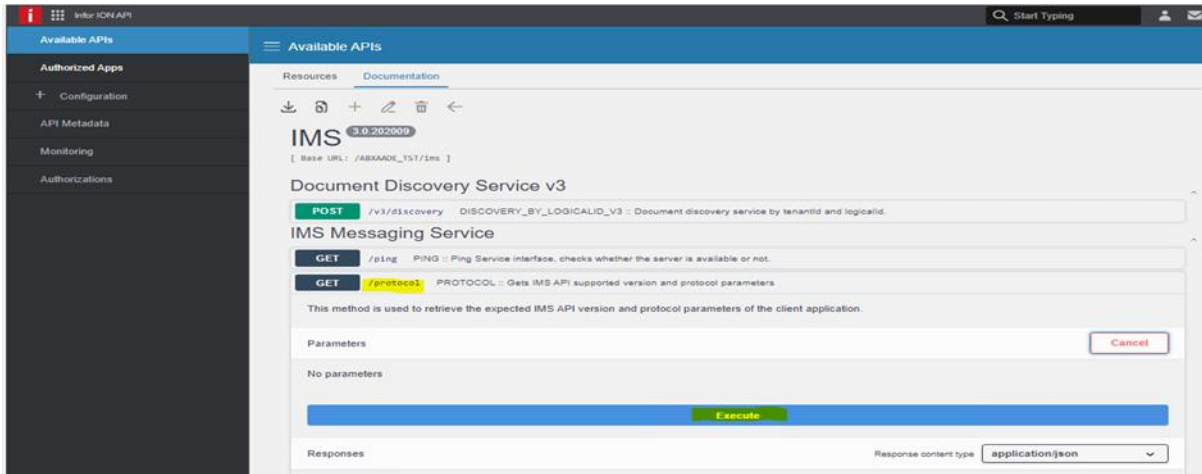 Infor ION API
Start Typing
Available APIs
Authorized Apps
Configuration
API Metadata
Monitoring
Authorizations
Available APIs
Resources Documentation
IMS 3.0.202009
[ Base URL: /ABXAADE_TST/ims ]
Document Discovery Service v3
POST /v3/discovery DISCOVERY_BY_LOGICALID_V3 :: Document discovery service by tenantId and logicalId.
IMS Messaging Service
GET /ping PING :: Ping Service interface, checks whether the server is available or not.
GET /protocol PROTOCOL :: Gets IMS API supported version and protocol parameters
This method is used to retrieve the expected IMS API version and protocol parameters of the client application.
Parameters Cancel
No parameters
Execute
Responses Response content type application/json